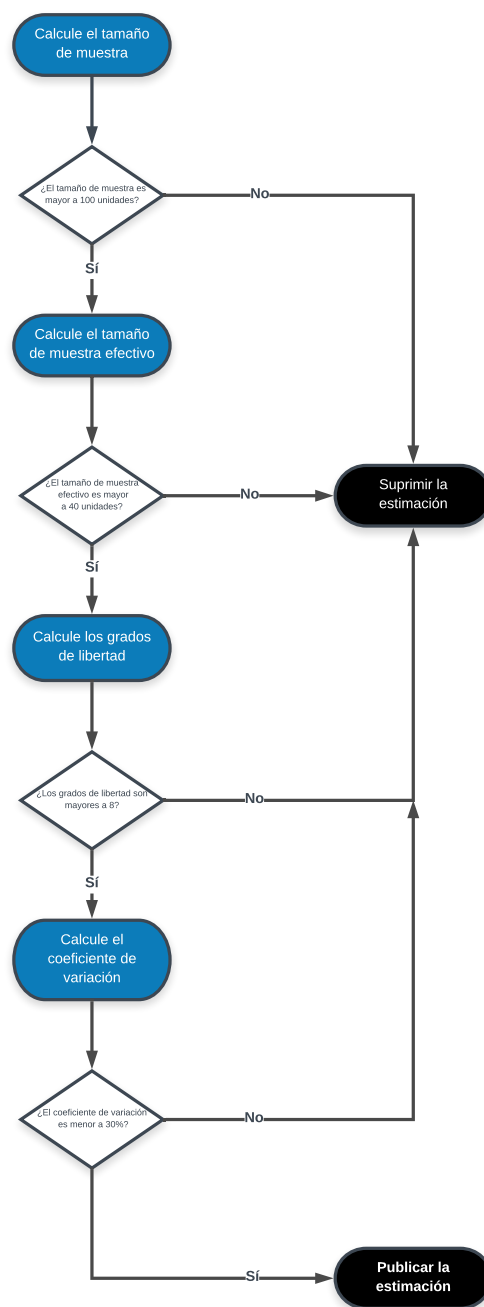 Calcule el tamaño
de muestra
¿El tamaño de muestra es
mayor a 100 unidades?
No
Sí
Calcule el tamaño
de muestra efectivo
¿El tamaño de muestra
efectivo es mayor
a 40 unidades?
No
Suprimir la
estimación
Sí
Calcule los grados
de libertad
¿Los grados de libertad son
mayores a 8?
No
Sí
Calcule el
coeficiente de
variación
¿El coeficiente de variación
es menor a 30%?
No
Sí
Publicar la
estimación